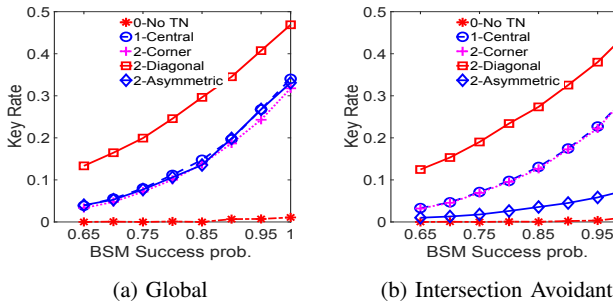 0.5
0.4
0.3
0.2
0.1
0
Key Rate
0-No TN
1-Central
2-Corner
2-Diagonal
2-Asymmetric
0.65 0.75 0.85 0.95 1
BSM Success prob.
(a) Global
0.5
0.4
0.3
0.2
0.1
0
Key Rate
0-No TN
1-Central
2-Corner
2-Diagonal
2-Asymmetric
0.65 0.75 0.85 0.95
BSM Success prob.
(b) Intersection Avoidant